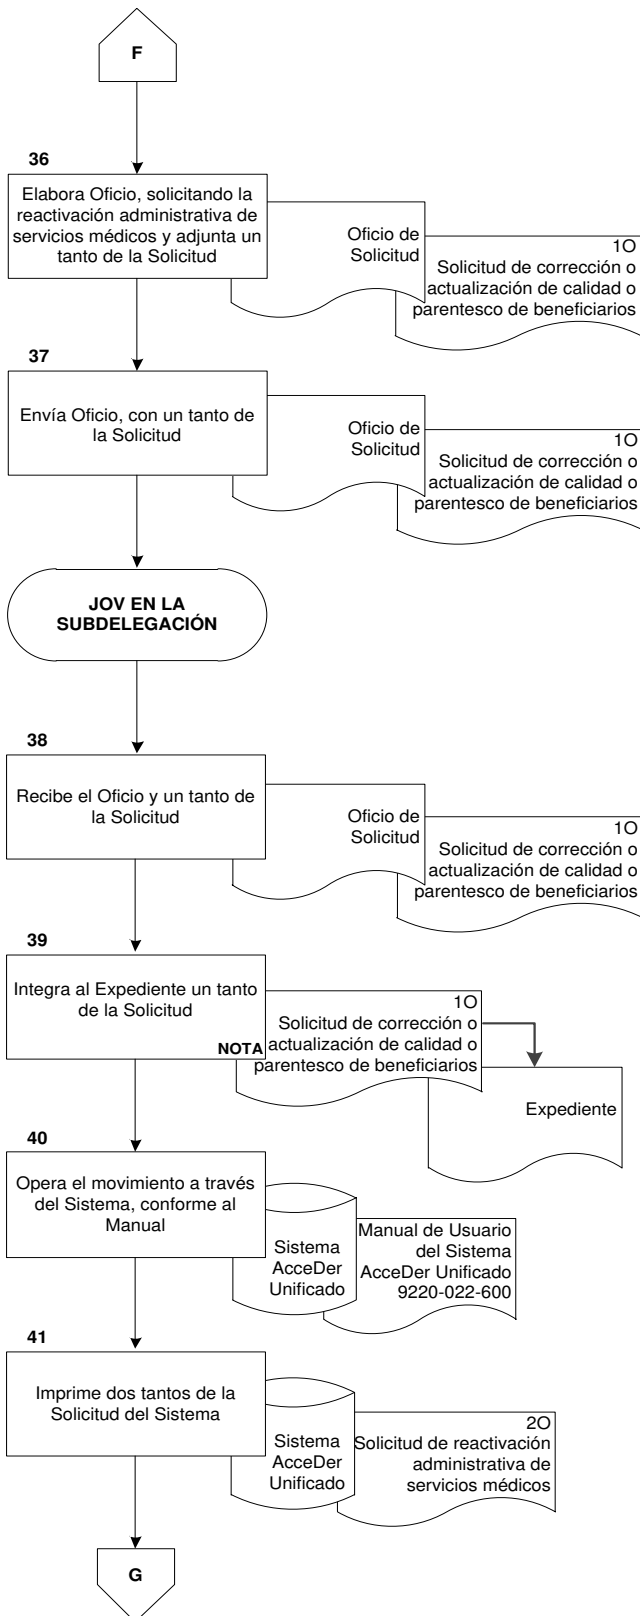 F
36
Elabora Oficio, solicitando la
reactivación administrativa de
servicios médicos y adjunta un
tanto de la Solicitud
Oficio de
Solicitud
1O
Solicitud de corrección o
actualización de calidad o
parentesco de beneficiarios
37
Envía Oficio, con un tanto de
la Solicitud
Oficio de
Solicitud
1O
Solicitud de corrección o
actualización de calidad o
parentesco de beneficiarios
JOV EN LA
SUBDELEGACIÓN
38
Recibe el Oficio y un tanto de
la Solicitud
Oficio de
Solicitud
1O
Solicitud de corrección o
actualización de calidad o
parentesco de beneficiarios
39
Integra al Expediente un tanto
de la Solicitud
NOTA
1O
Solicitud de corrección o
actualización de calidad o
parentesco de beneficiarios
Expediente
40
Opera el movimiento a través
del Sistema, conforme al
Manual
Sistema
AcceDer
Unificado
Manual de Usuario
del Sistema
AcceDer Unificado
9220-022-600
41
Imprime dos tantos de la
Solicitud del Sistema
Sistema
AcceDer
Unificado
2O
Solicitud de reactivación
administrativa de
servicios médicos
G